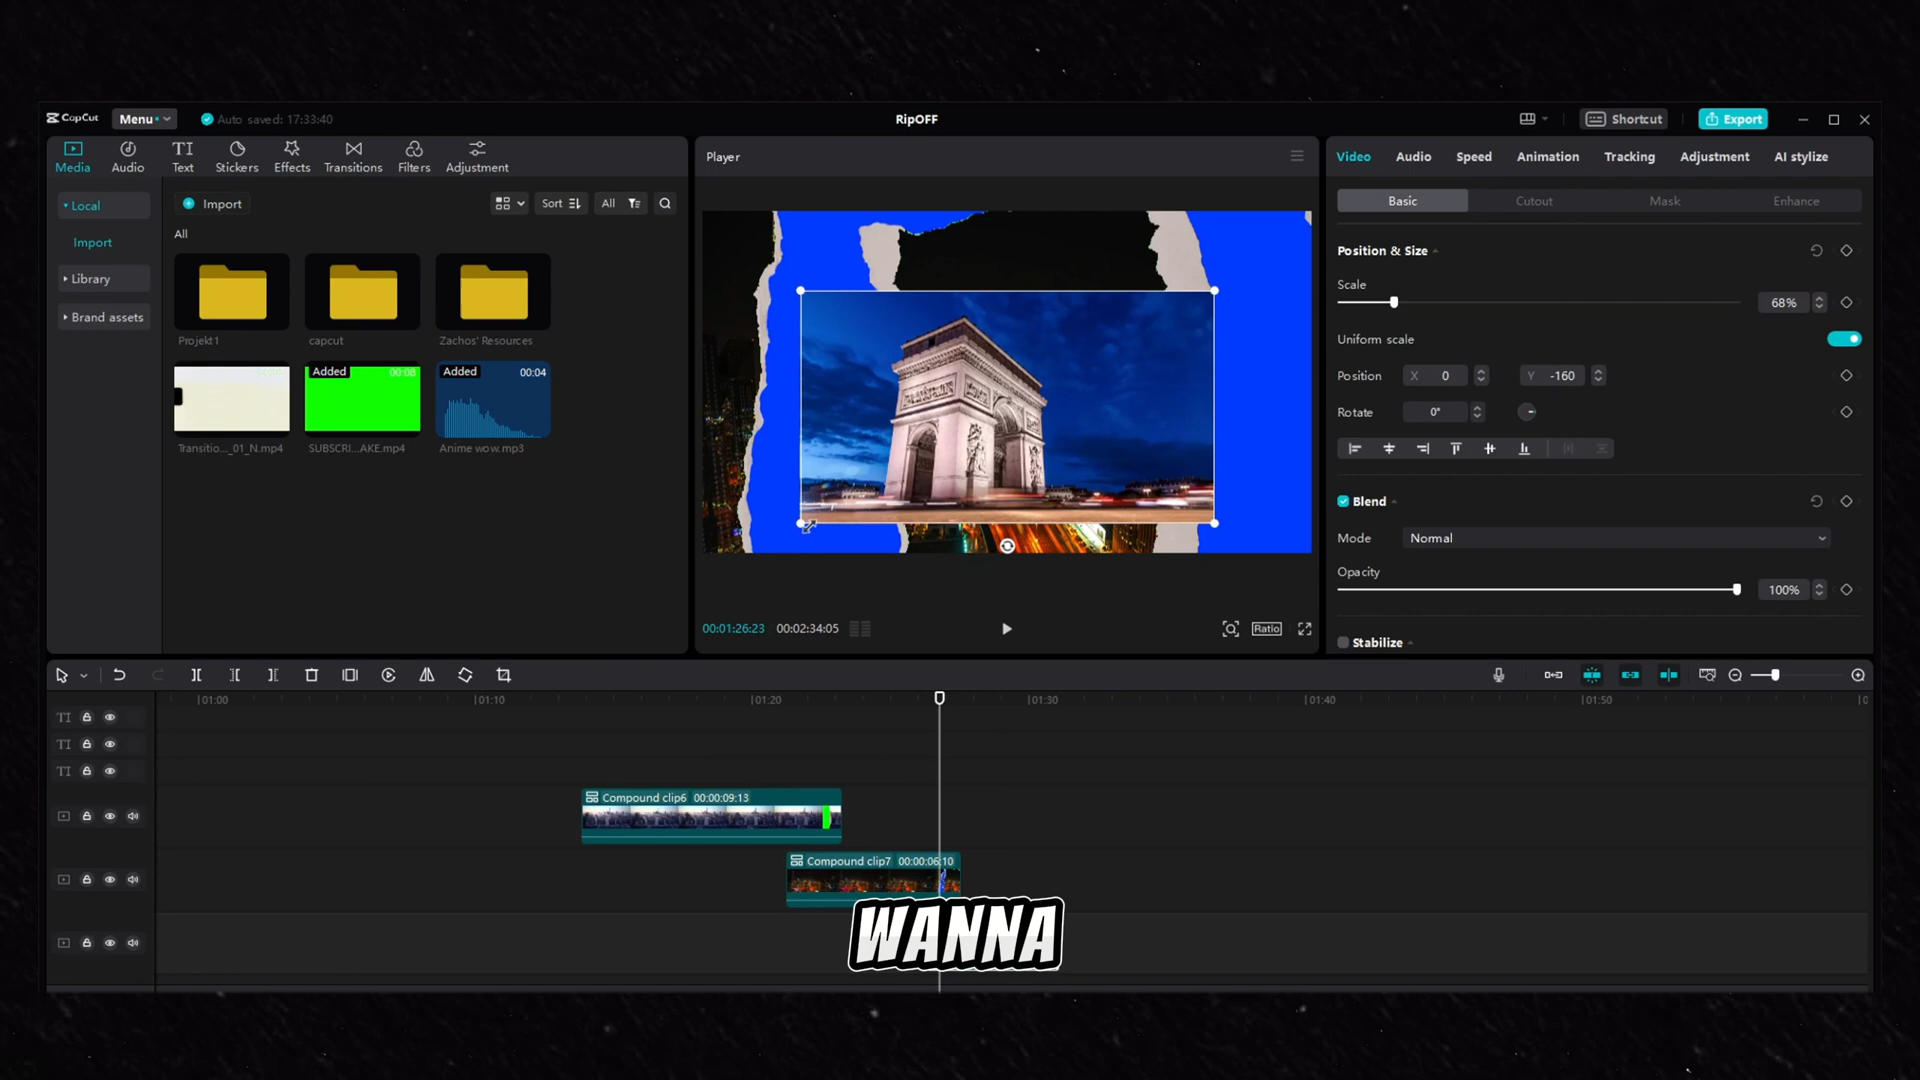 CapCut
Menu
Auto saved: 17:33:40
RipOFF
Shortcut
Export
Media
Audio
Text
Stickers
Effects
Transitions
Filters
Adjustment
Local
Import
Library
Brand assets
Import
Sort
All
All
Projekt1
capcut
Zachos' Resources
Added
00:08
Added
00:04
Transitio..._01_N.mp4
SUBSCRI...AKE.mp4
Anime wow.mp3
Player
00:01:26:23
00:02:34:05
Ratio
Video
Audio
Speed
Animation
Tracking
Adjustment
AI stylize
Basic
Cutout
Mask
Enhance
Position & Size
Scale
68%
Uniform scale
Position
X 0
Y -160
Rotate
0°
Blend
Mode
Normal
Opacity
100%
Stabilize
01:00
01:10
01:20
01:30
01:40
01:50
TI
TI
TI
Compound clip6 00:00:09:13
Compound clip7 00:00:06:10
WANNA